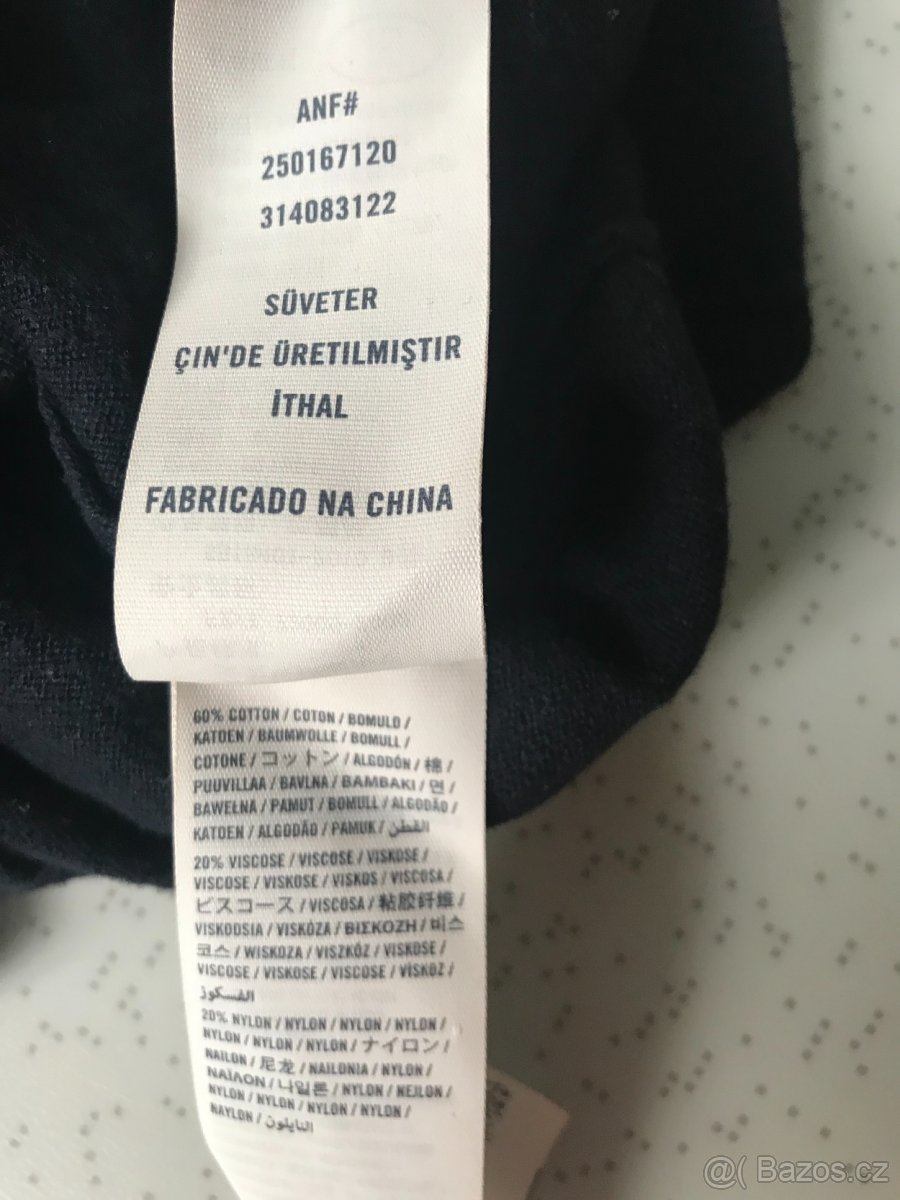 ANF#
250167120
314083122
SÜVETER
ÇIN'DE ÜRETILMIŞTIR
İTHAL
FABRICADO NA CHINA
60% COTTON / COTON / BOMULD /
KATOEN / BAUMWOLLE / BOMULL /
COTONE / コットン / ALGODÓN / 棉 /
PUUVILLAA / BAVLNA / BAMBAKI / 면 /
BAWEŁNA / PAMUT / BOMULL / ALGODÃO /
KATOEN / ALGODÃO / PAMUK / القطن
20% VISCOSE / VISCOSE / VISKOSE /
VISCOSE / VISKOSE / VISKOS / VISCOSA /
ビスコース / VISCOSA / 粘胶纤维 /
VISKOOSIA / VISKÓZA / ΒΙΣΚΟΖΗ / 비스
코스 / WISKOZA / VISZKÓZ / VISKOSE /
VISCOSE / VISKOSE / VISCOSE / VİSKOZ /
الفسكوز
20% NYLON / NYLON / NYLON / NYLON /
NYLON / NYLON / NYLON / ナイロン /
NAILON / 尼龙 / NAILONIA / NYLON /
ΝΑΪΛΟΝ / 나일론 / NYLON / NEJLON /
NYLON / NYLON / NYLON / NYLON /
NAYLON / النايلون
@( Bazos.cz